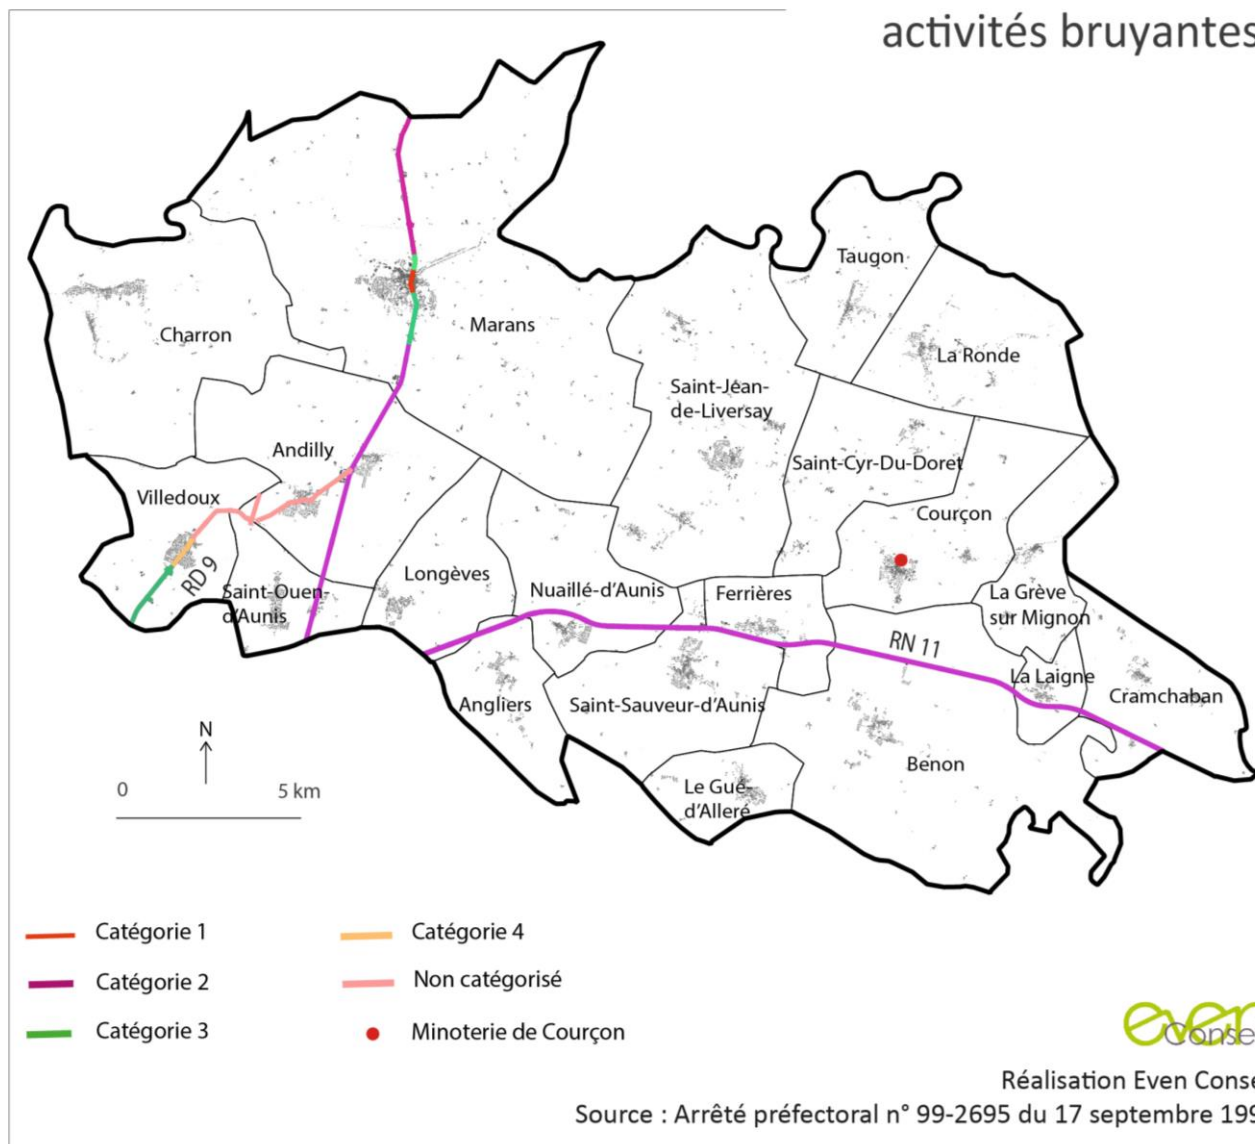 activités bruyantes
Taugon
La Ronde
Charron
Marans
Saint-Jean-
de-Liversay
Andilly
Saint-Cyr-Du-Doret
Villedoux
Courçon
RD 9
Saint-Ouen-
d'Aunis
Longèves
Nuaillé-d'Aunis
Ferrières
La Grève
sur Mignon
RN 11
La Laigne
Cramchaban
Angliers
Saint-Sauveur-d'Aunis
Benon
Le Gué-
d'Alleré
N
0 5 km
Catégorie 1
Catégorie 2
Catégorie 3
Catégorie 4
Non catégorisé
Minoterie de Courçon
even
Conse
Réalisation Even Conse
Source : Arrêté préfectoral n° 99-2695 du 17 septembre 199